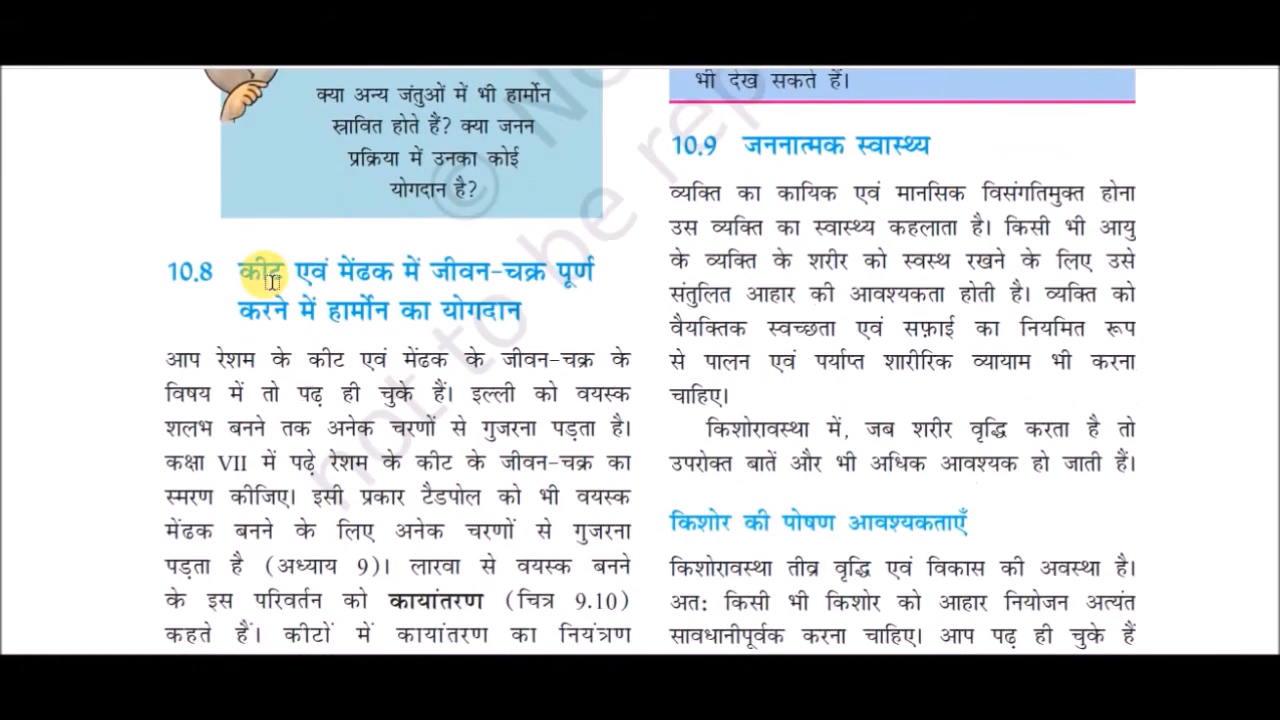 क्या अन्य जंतुओं में भी हार्मोन
स्रावित होते हैं? क्या जनन
प्रक्रिया में उनका कोई
योगदान है?
10.8 कीट एवं मेंढक में जीवन-चक्र पूर्ण
करने में हार्मोन का योगदान
आप रेशम के कीट एवं मेंढक के जीवन-चक्र के
विषय में तो पढ़ ही चुके हैं। इल्ली को वयस्क
शलभ बनने तक अनेक चरणों से गुजरना पड़ता है।
कक्षा VII में पढ़े रेशम के कीट के जीवन-चक्र का
स्मरण कीजिए। इसी प्रकार टैडपोल को भी वयस्क
मेंढक बनने के लिए अनेक चरणों से गुजरना
पड़ता है (अध्याय 9)। लारवा से वयस्क बनने
के इस परिवर्तन को कायांतरण (चित्र 9.10)
कहते हैं। कीटों में कायांतरण का नियंत्रण
भी देख सकते हैं।
10.9 जननात्मक स्वास्थ्य
व्यक्ति का कायिक एवं मानसिक विसंगतिमुक्त होना
उस व्यक्ति का स्वास्थ्य कहलाता है। किसी भी आयु
के व्यक्ति के शरीर को स्वस्थ रखने के लिए उसे
संतुलित आहार की आवश्यकता होती है। व्यक्ति को
वैयक्तिक स्वच्छता एवं सफ़ाई का नियमित रूप
से पालन एवं पर्याप्त शारीरिक व्यायाम भी करना
चाहिए।
किशोरावस्था में, जब शरीर वृद्धि करता है तो
उपरोक्त बातें और भी अधिक आवश्यक हो जाती हैं।
किशोर की पोषण आवश्यकताएँ
किशोरावस्था तीव्र वृद्धि एवं विकास की अवस्था है।
अत: किसी भी किशोर को आहार नियोजन अत्यंत
सावधानीपूर्वक करना चाहिए। आप पढ़ ही चुके हैं
not to be rep